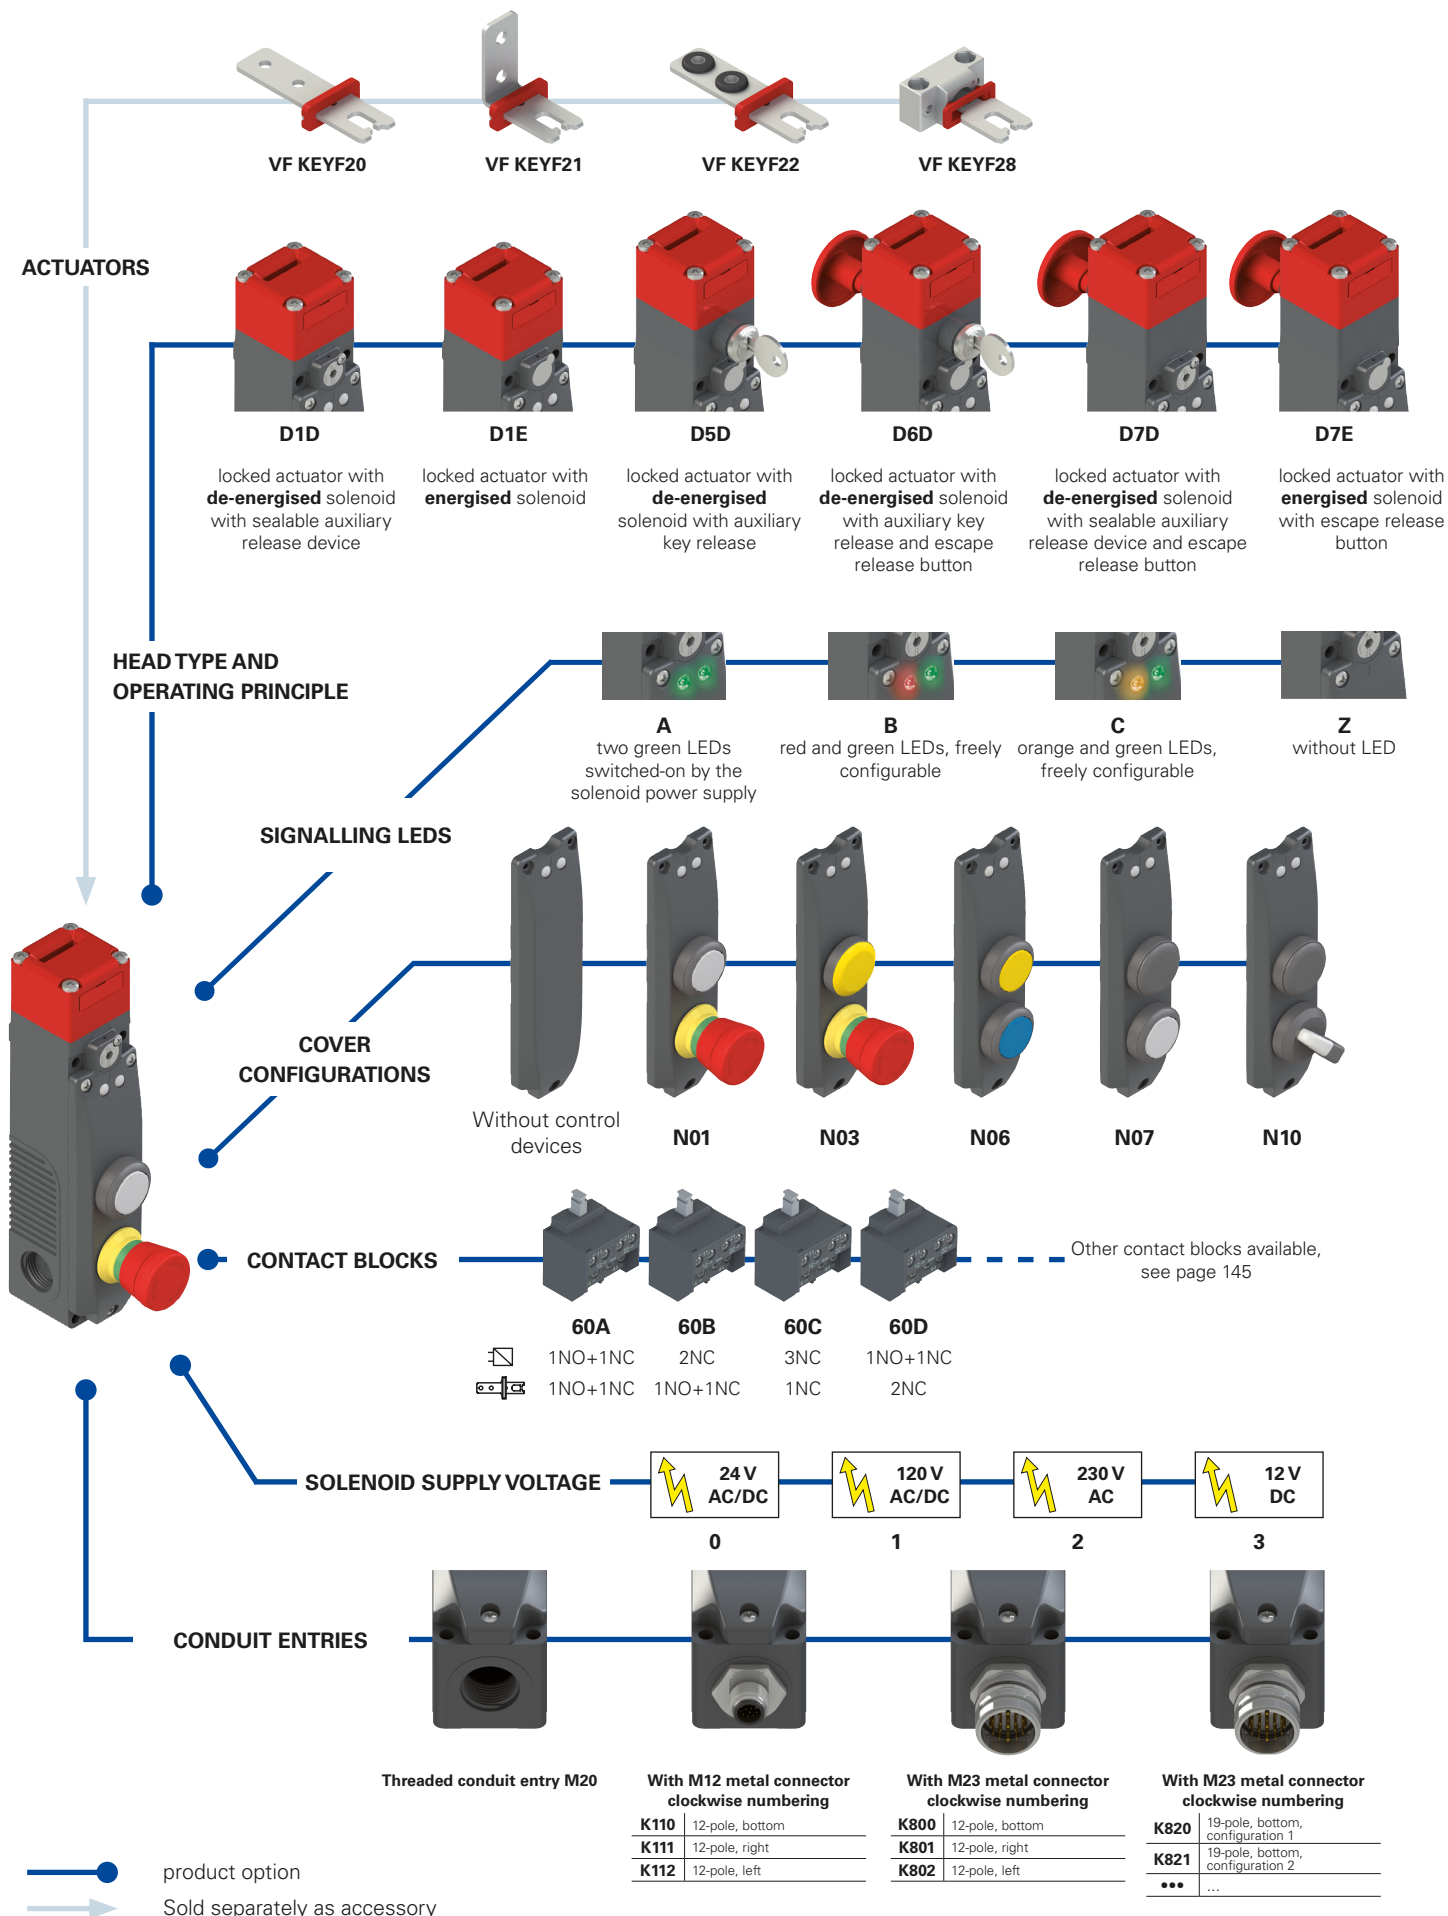 VF KEYF20
VF KEYF21
VF KEYF22
VF KEYF28
ACTUATORS
D1D
locked actuator with
de-energised solenoid
with sealable auxiliary
release device
D1E
locked actuator with
energised solenoid
D5D
locked actuator with
de-energised
solenoid with auxiliary
key release
D6D
locked actuator with
de-energised solenoid
with auxiliary key
release and escape
release button
D7D
locked actuator with
de-energised solenoid
with sealable auxiliary
release device and escape
release button
D7E
locked actuator with
energised solenoid
with escape release
button
HEAD TYPE AND
OPERATING PRINCIPLE
A
two green LEDs
switched-on by the
solenoid power supply
B
red and green LEDs, freely
configurable
C
orange and green LEDs,
freely configurable
Z
without LED
SIGNALLING LEDS
COVER
CONFIGURATIONS
Without control
devices
N01
N03
N06
N07
N10
CONTACT BLOCKS
Other contact blocks available,
see page 145
60A
60B
60C
60D
1NO+1NC
2NC
3NC
1NO+1NC
1NO+1NC
1NO+1NC
1NC
2NC
SOLENOID SUPPLY VOLTAGE
24 V
AC/DC
120 V
AC/DC
230 V
AC
12 V
DC
0
1
2
3
CONDUIT ENTRIES
Threaded conduit entry M20
With M12 metal connector
clockwise numbering
K110 12-pole, bottom
K111 12-pole, right
K112 12-pole, left
With M23 metal connector
clockwise numbering
K800 12-pole, bottom
K801 12-pole, right
K802 12-pole, left
With M23 metal connector
clockwise numbering
K820 19-pole, bottom,
configuration 1
K821 19-pole, bottom,
configuration 2
••• ...
product option
Sold separately as accessory